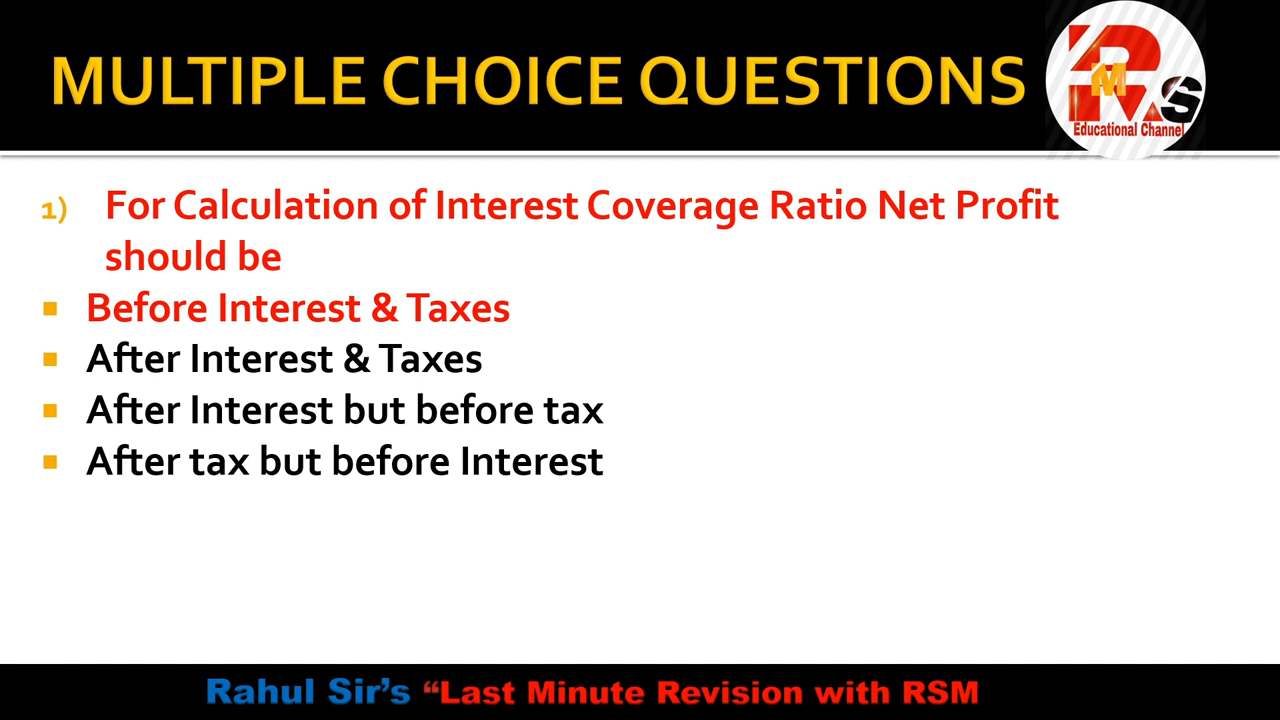 MULTIPLE CHOICE QUESTIONS
RMS
Educational Channel
1) For Calculation of Interest Coverage Ratio Net Profit
should be
▪ Before Interest & Taxes
▪ After Interest & Taxes
▪ After Interest but before tax
▪ After tax but before Interest
Rahul Sir's “Last Minute Revision with RSM